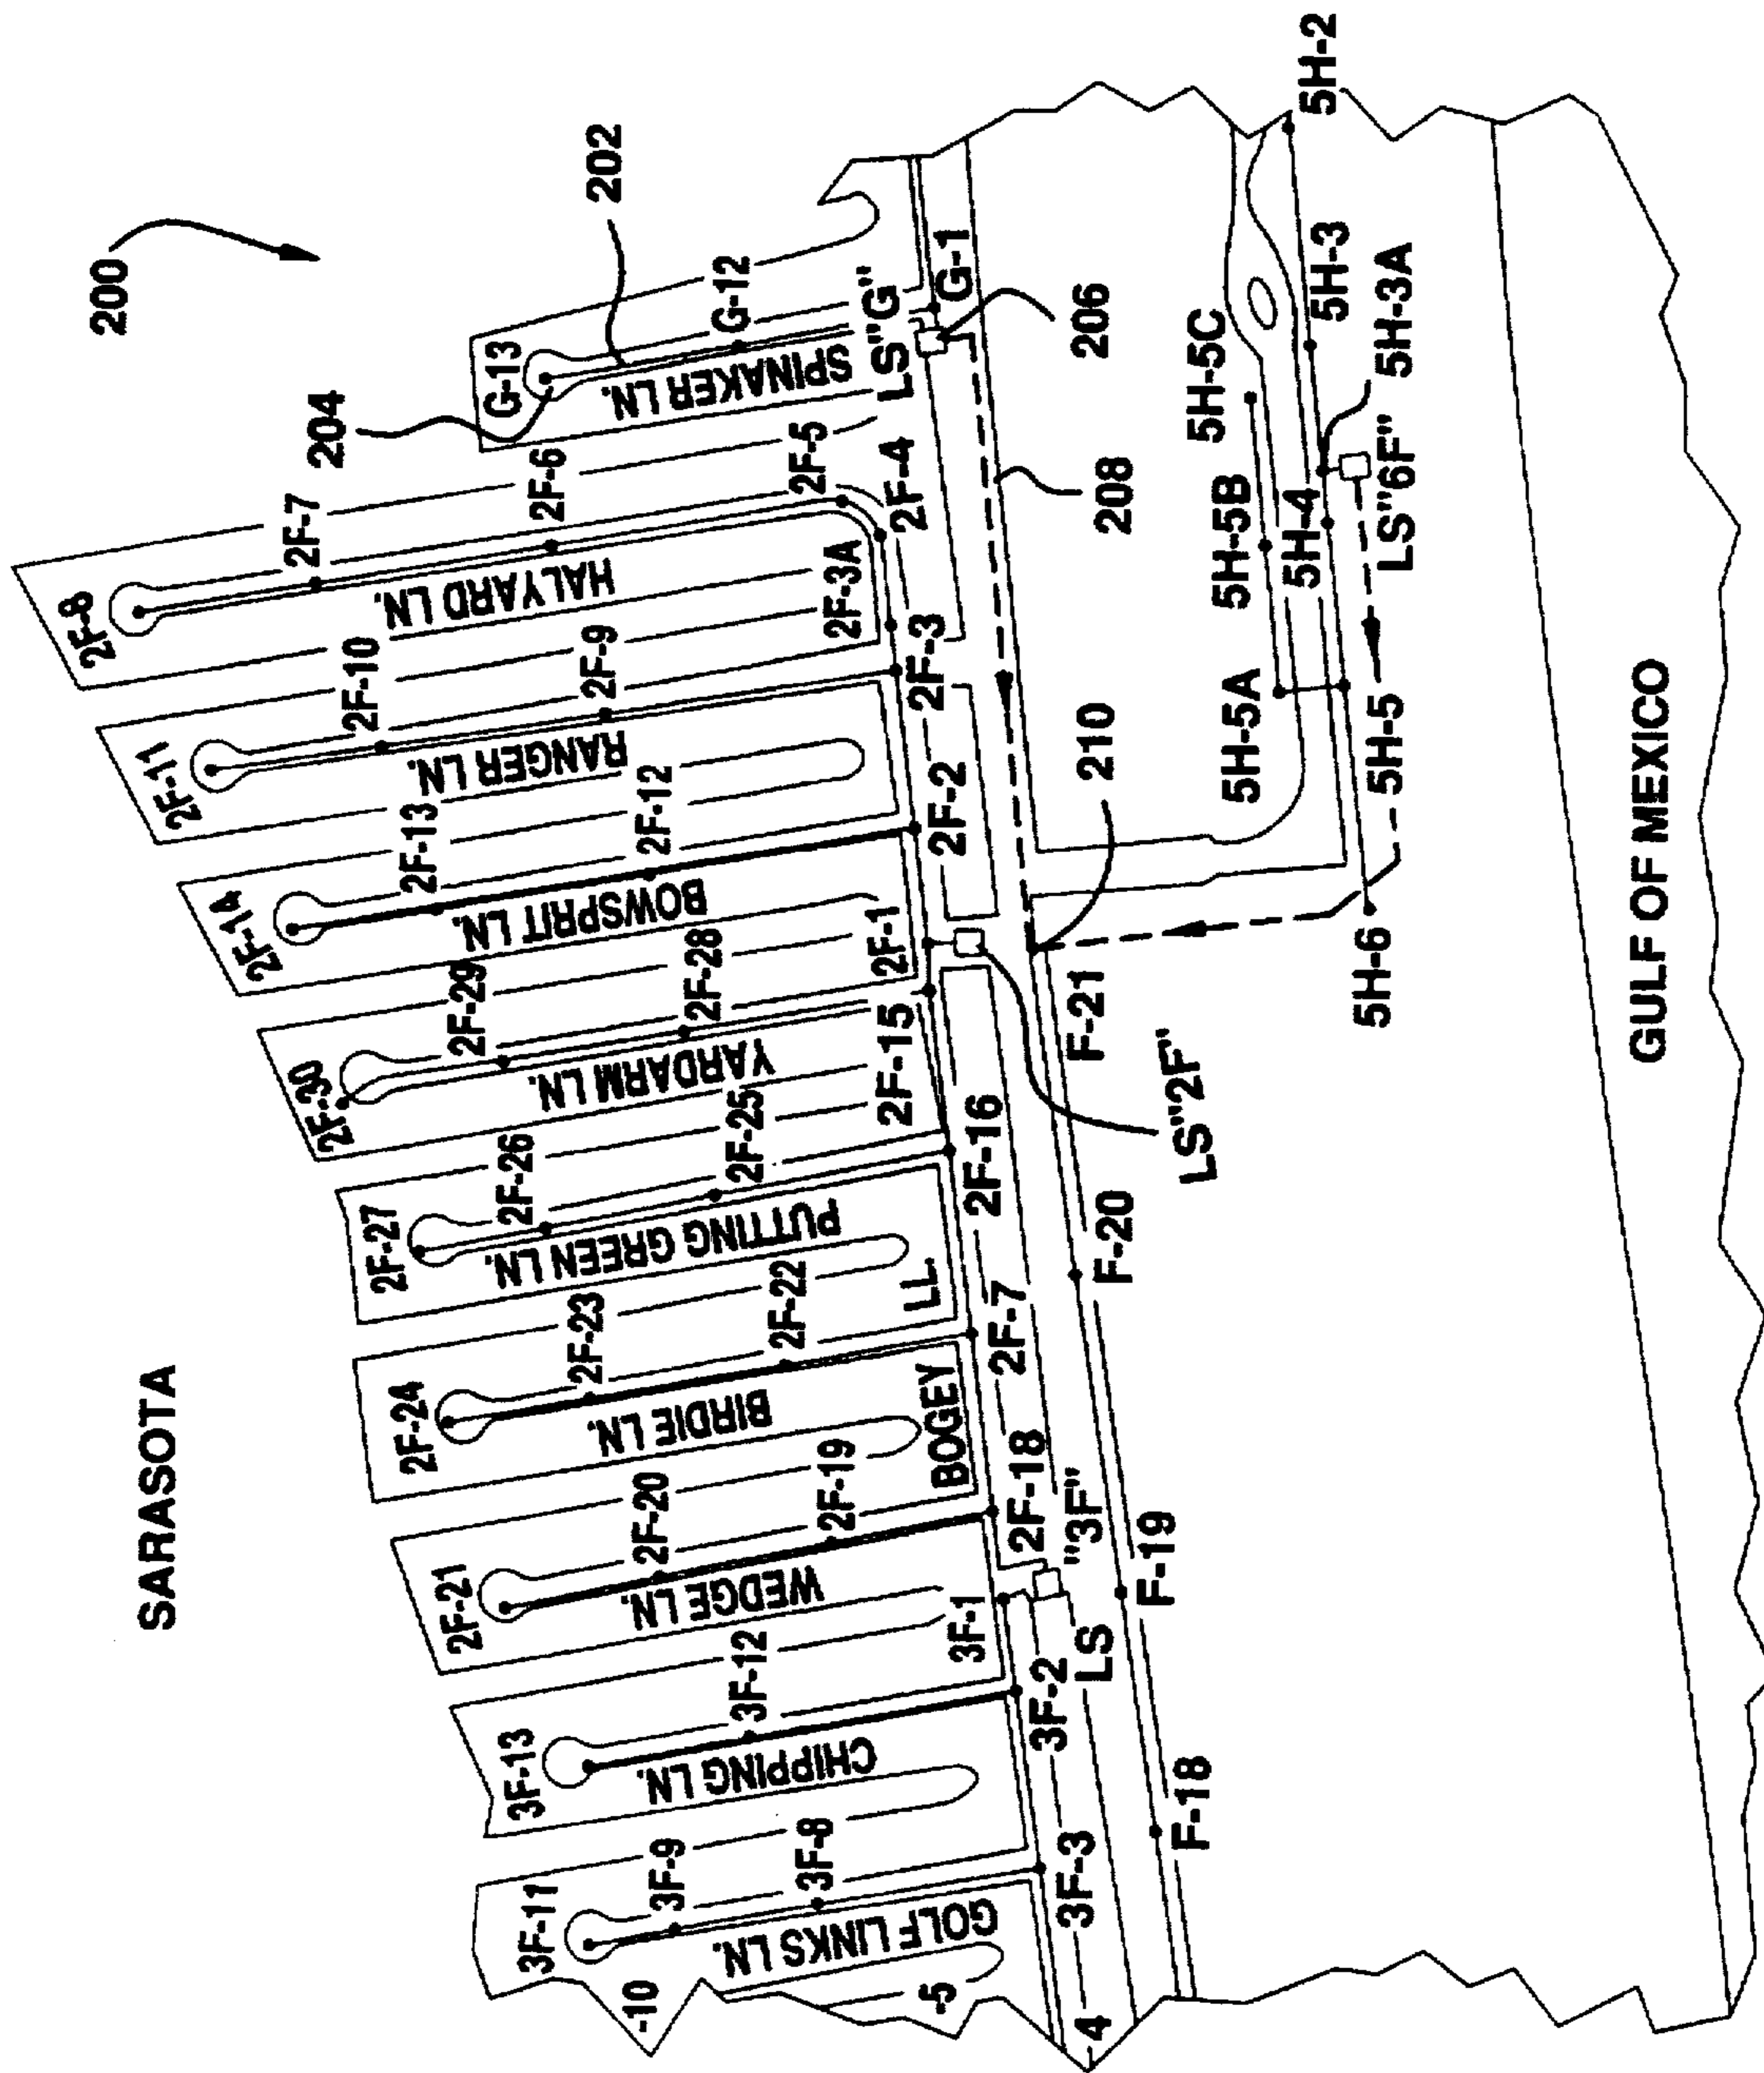 SARASOTA
200
202
204
206
208
210
G-13
G-12
SPINAKER LN.
LS"G"
G-1
2F-8
2F-7
2F-6
2F-5
HALYARD LN.
2F-4
2F-3A
2F-3
2F-11
2F-10
2F-9
RANGER LN.
2F-2
2F-14
2F-13
2F-12
BOWSPRIT LN.
2F-1
2F-30
2F-29
2F-28
YARDARM LN.
2F-15
2F-27
2F-26
2F-25
PUTTING GREEN LN.
2F-16
2F-24
2F-23
2F-22
BIRDIE LN.
LL.
2F-7
2F-21
2F-20
2F-19
WEDGE LN.
BOGEY
2F-18
"3F"
LS
3F-13
3F-12
CHIPPING LN.
3F-1
3F-2
3F-11
3F-9
3F-8
GOLF LINKS LN.
3F-3
-10
-5
4
F-18
F-19
F-20
F-21
LS"2F"
5H-2
5H-3
5H-3A
5H-4
LS"6F"
5H-5C
5H-5B
5H-5A
5H-5
5H-6
GULF OF MEXICO